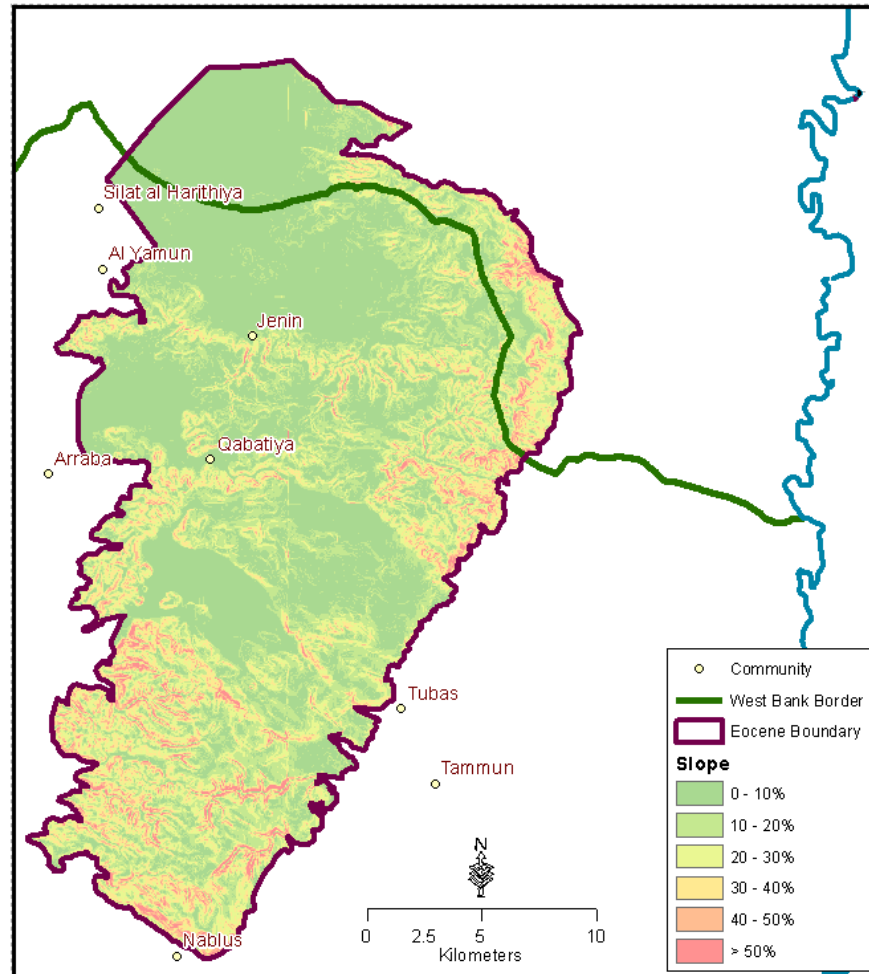 Silat al Harithiya
Al Yamun
Jenin
Qabatiya
Arraba
Tubas
Tammun
Nablus
N
0 2.5 5 10
Kilometers
Community
West Bank Border
Eocene Boundary
Slope
0 - 10%
10 - 20%
20 - 30%
30 - 40%
40 - 50%
> 50%